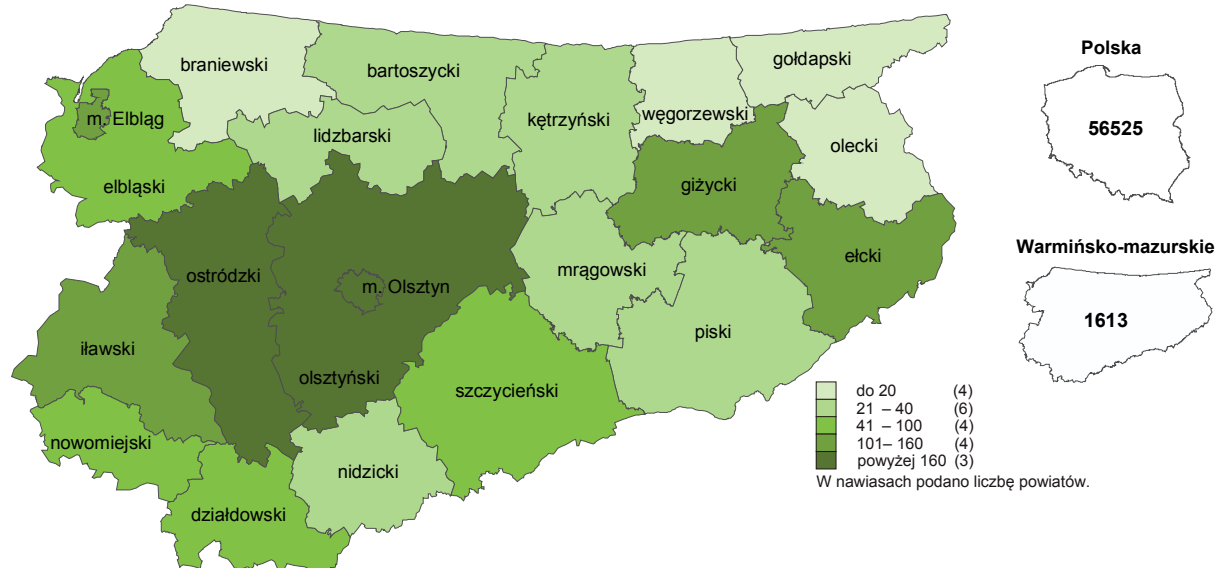 braniewski
bartoszycki
gołdapski
m. Elbląg
lidzbarski
kętrzyński
węgorzewski
olecki
elbląski
giżycki
ostródzki
m. Olsztyn
mrągowski
ełcki
iławski
olsztyński
piski
szczycieński
nowomiejski
nidzicki
działdowski
Polska
56525
Warmińsko-mazurskie
1613
do 20 (4)
21 – 40 (6)
41 – 100 (4)
101– 160 (4)
powyżej 160 (3)
W nawiasach podano liczbę powiatów.